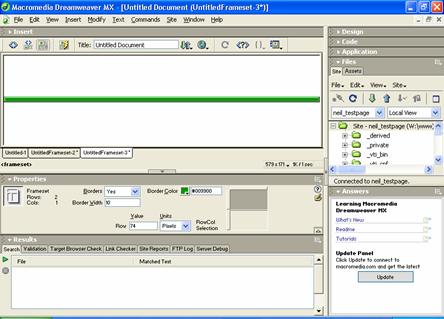 Macromedia Dreamweaver MX - [Untitled Document (UntitledFrameset-3*)]
File Edit View Insert Modify Text Commands Site Window Help
Insert
Title: Untitled Document
Untitled-1 UntitledFrameset-2* UntitledFrameset-3*
<frameset> 579 x 171 1K / 1 sec
Properties
Frameset Borders Yes Border Color #009900
Rows: 2 Border Width 10
Cols: 1
Value Units
Row 74 Pixels RowCol
Selection
Results
Search Validation Target Browser Check Link Checker Site Reports FTP Log Server Debug
File Matched Text
Design
Code
Application
Files
Site Assets
File Edit View Site
neil_testpage Local View
Site - neil_testpage (W:\www)
_derived
_private
_vti_bin
_vti_cnf
Connected to neil_testpage.
Answers
Learning Macromedia
Dreamweaver MX
What's New
Readme
Tutorials
Update Panel
Click Update to connect to
macromedia.com and get the latest
Update